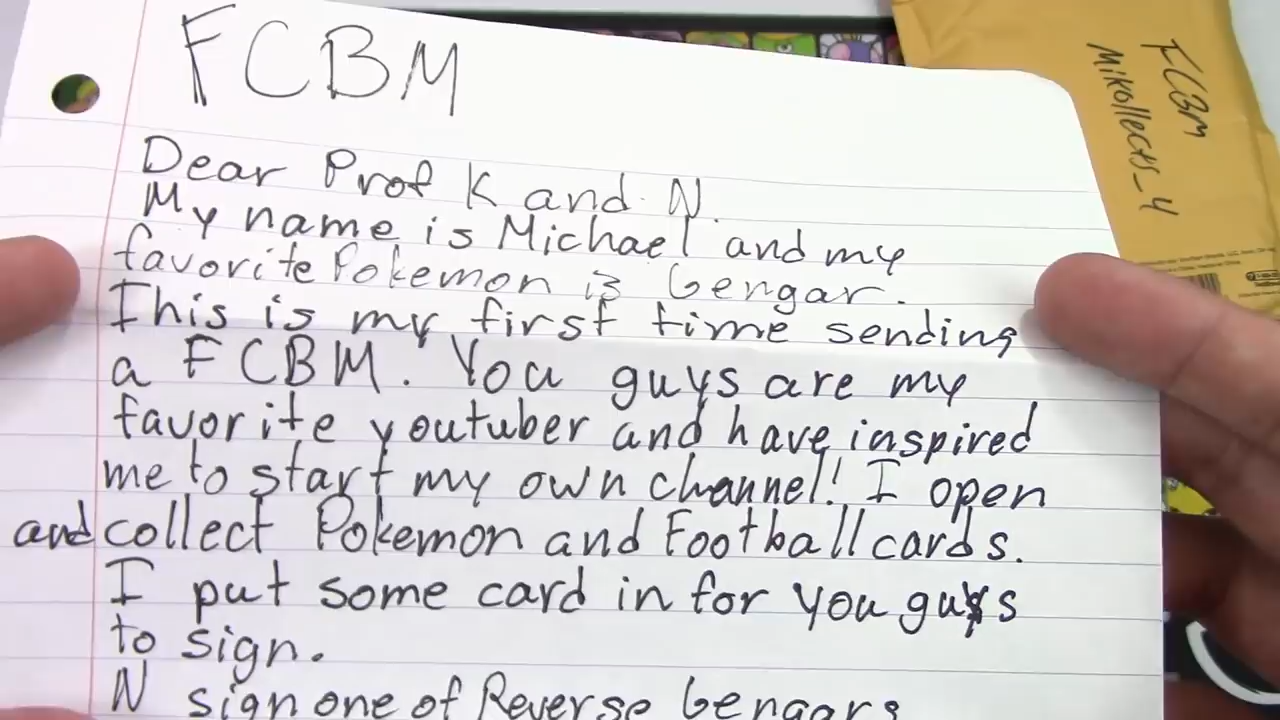 FCBM
Dear Prof K and N.
My name is Michael and my
favorite Pokemon is Gengar.
This is my first time sending
a FCBM. You guys are my
favorite youtuber and have inspired
me to start my own channel! I open
and collect Pokemon and Football cards.
I put some card in for you guys
to sign.
N sign one of Reverse Gengars
FCBM
Mikollects_4